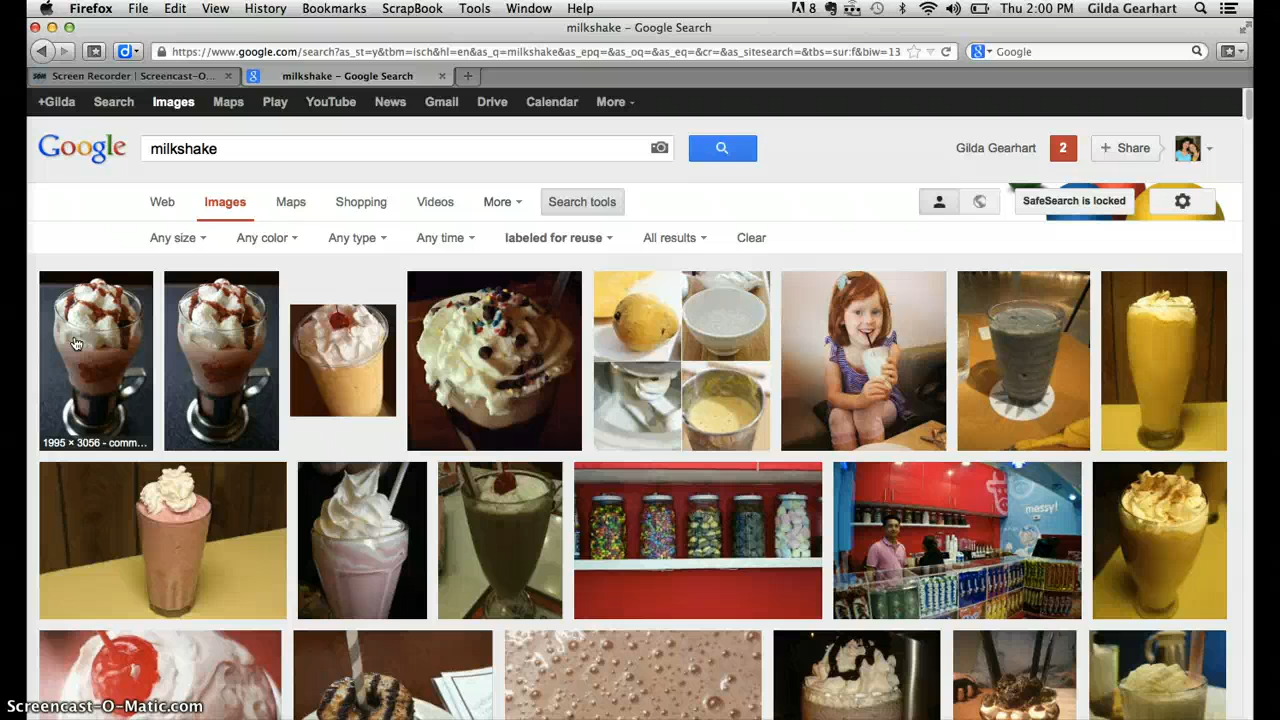 Firefox File Edit View History Bookmarks ScrapBook Tools Window Help 8 Thu 2:00 PM Gilda Gearhart
milkshake - Google Search
https://www.google.com/search?as_st=y&tbm=isch&hl=en&as_q=milkshake&as_epq=&as_oq=&as_eq=&cr=&as_sitesearch=&tbs=sur:f&biw=13 Google
Screen Recorder | Screencast-O... milkshake - Google Search
+Gilda Search Images Maps Play YouTube News Gmail Drive Calendar More
Google milkshake Gilda Gearhart 2 + Share
Web Images Maps Shopping Videos More Search tools SafeSearch is locked
Any size Any color Any type Any time labeled for reuse All results Clear
1995 × 3056 - comm...
messy!
Screencast-O-Matic.com